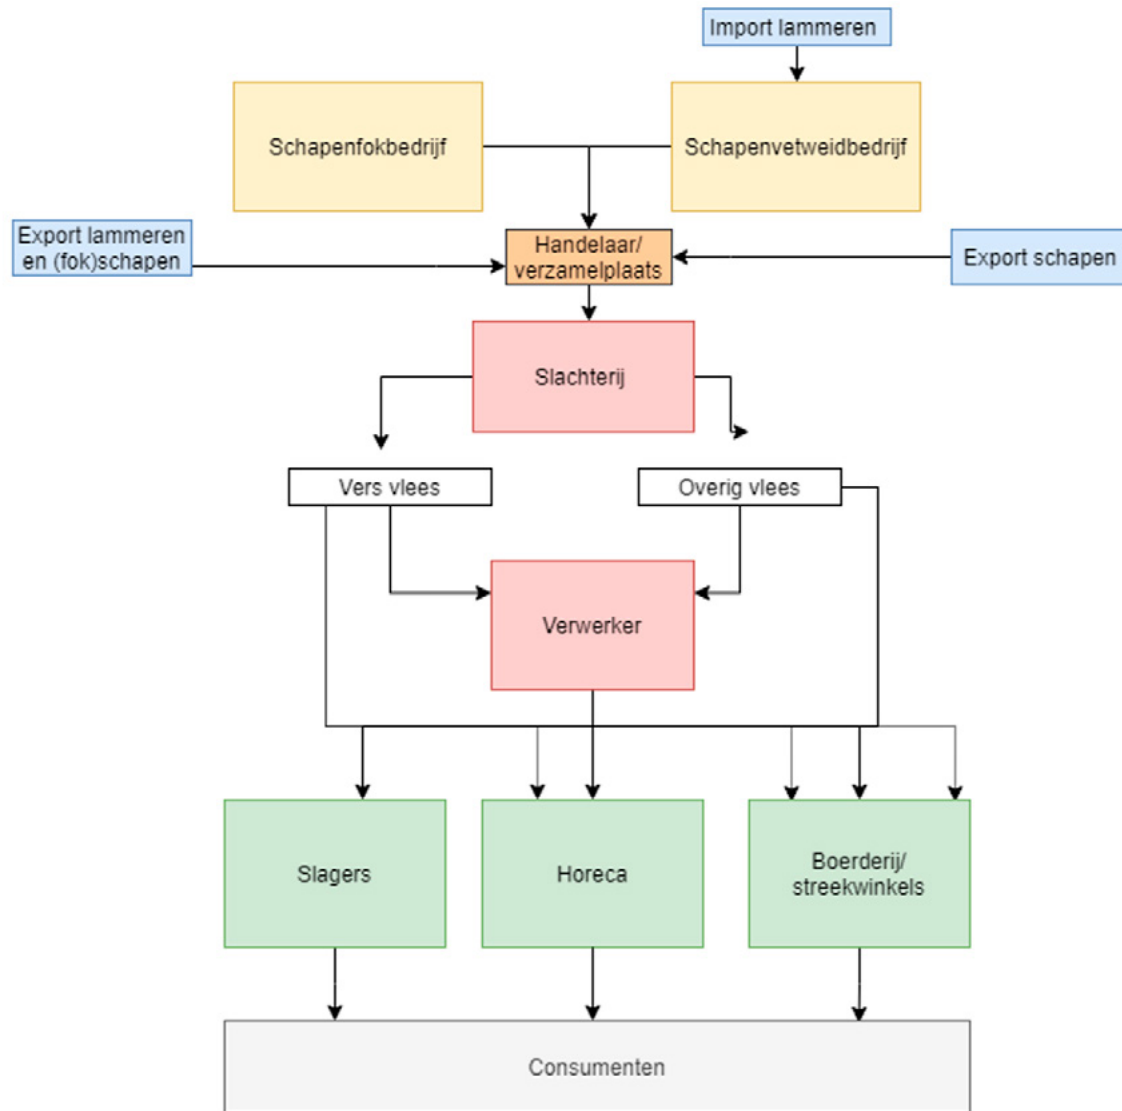 Import lammeren
Schapenfokbedrijf
Schapenvetweidbedrijf
Export lammeren
en (fok)schapen
Handelaar/
verzamelplaats
Export schapen
Slachterij
Vers vlees
Overig vlees
Verwerker
Slagers
Horeca
Boerderij/
streekwinkels
Consumenten